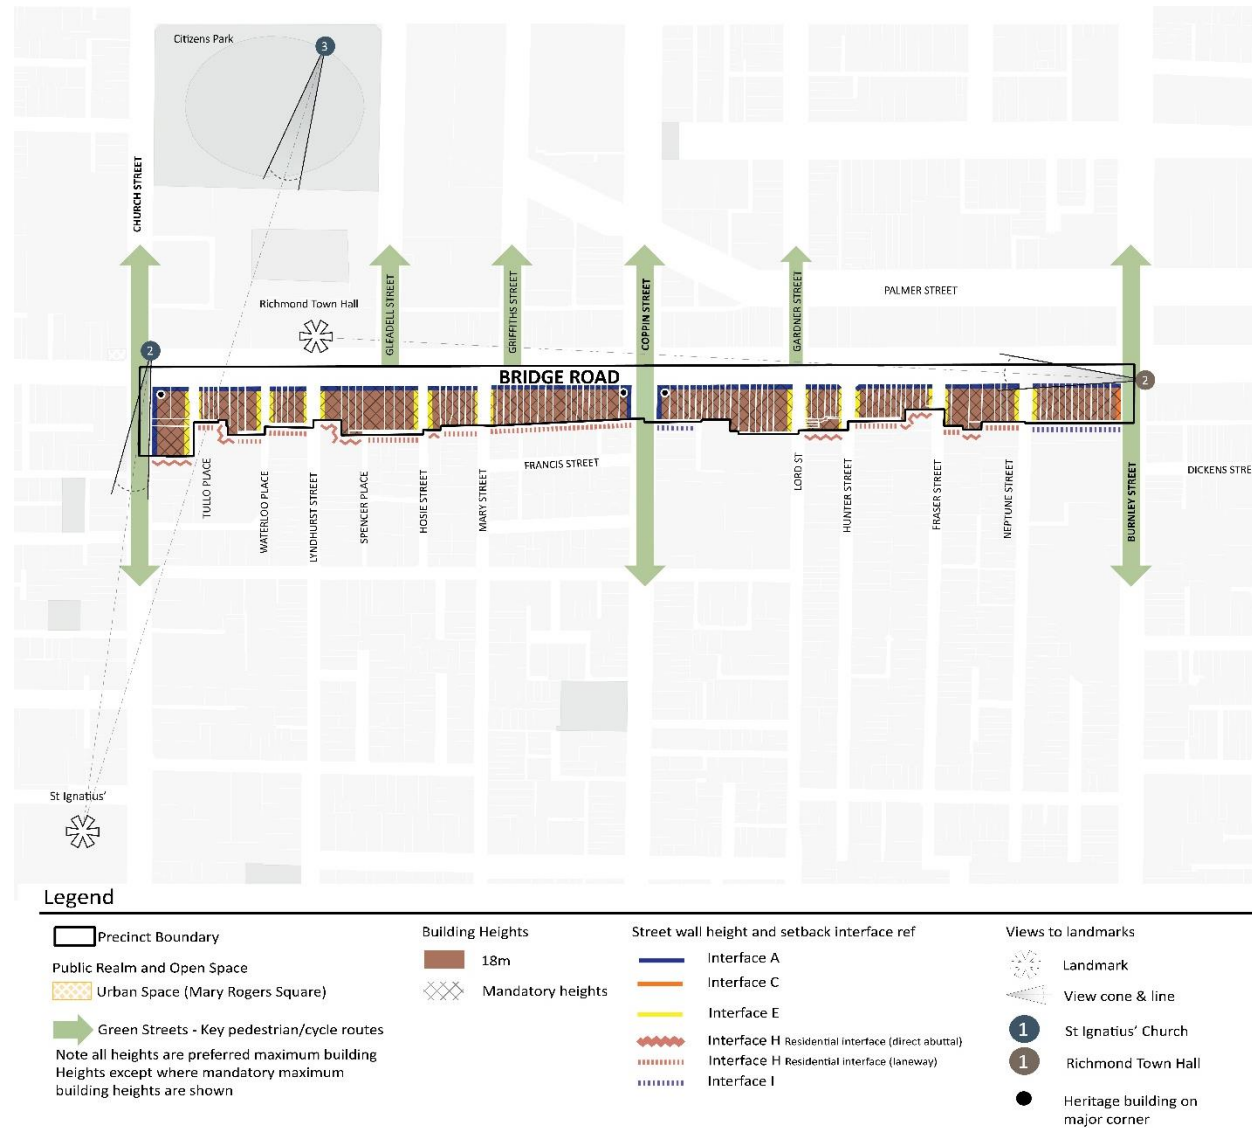 Citizens Park
3
CHURCH STREET
Richmond Town Hall
GLEADELL STREET
GRIFFITHS STREET
COPPIN STREET
GARDNER STREET
PALMER STREET
2
BRIDGE ROAD
2
TULLO PLACE
WATERLOO PLACE
LYNDHURST STREET
SPENCER PLACE
HOSIE STREET
MARY STREET
FRANCIS STREET
LORD ST
HUNTER STREET
FRASER STREET
NEPTUNE STREET
BURNLEY STREET
DICKENS STRE
St Ignatius'
Legend
Precinct Boundary
Public Realm and Open Space
Urban Space (Mary Rogers Square)
Green Streets - Key pedestrian/cycle routes
Note all heights are preferred maximum building
Heights except where mandatory maximum
building heights are shown
Building Heights
18m
Mandatory heights
Street wall height and setback interface ref
Interface A
Interface C
Interface E
Interface H Residential interface (direct abuttal)
Interface H Residential interface (laneway)
Interface I
Views to landmarks
Landmark
View cone & line
1 St Ignatius' Church
1 Richmond Town Hall
Heritage building on
major corner